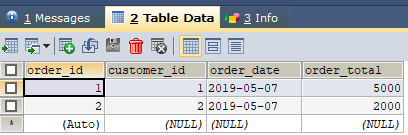 1 Messages 2 Table Data 3 Info
order_id customer_id order_date order_total
1 1 2019-05-07 5000
2 2 2019-05-07 2000
* (Auto) (NULL) (NULL) (NULL)